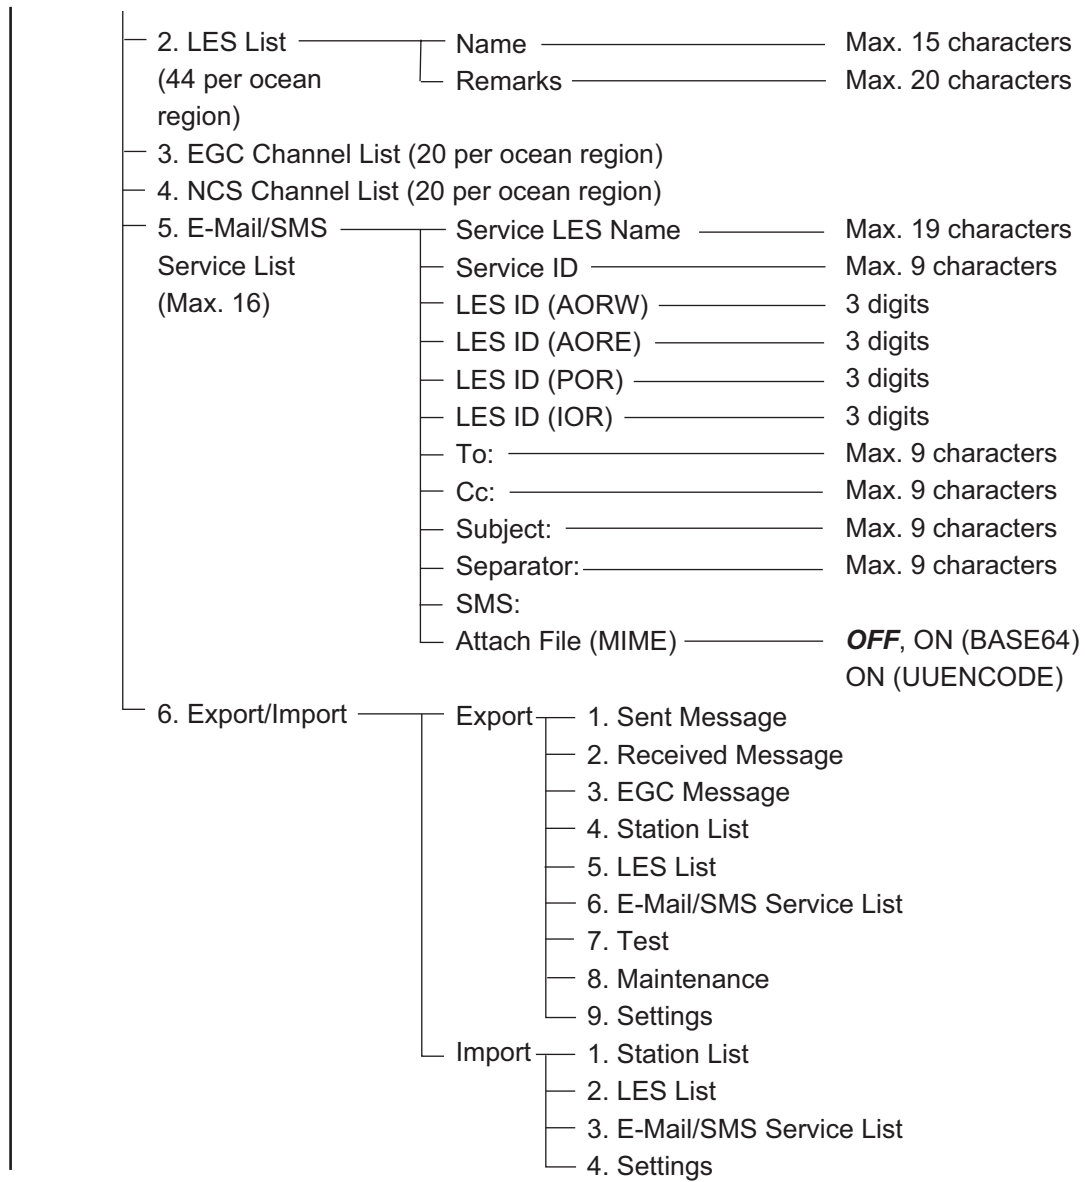 2. LES List Name Max. 15 characters
(44 per ocean Remarks Max. 20 characters
region)
3. EGC Channel List (20 per ocean region)
4. NCS Channel List (20 per ocean region)
5. E-Mail/SMS Service LES Name Max. 19 characters
Service List Service ID Max. 9 characters
(Max. 16) LES ID (AORW) 3 digits
LES ID (AORE) 3 digits
LES ID (POR) 3 digits
LES ID (IOR) 3 digits
To: Max. 9 characters
Cc: Max. 9 characters
Subject: Max. 9 characters
Separator: Max. 9 characters
SMS:
Attach File (MIME) OFF, ON (BASE64)
ON (UUENCODE)
6. Export/Import Export 1. Sent Message
2. Received Message
3. EGC Message
4. Station List
5. LES List
6. E-Mail/SMS Service List
7. Test
8. Maintenance
9. Settings
Import 1. Station List
2. LES List
3. E-Mail/SMS Service List
4. Settings